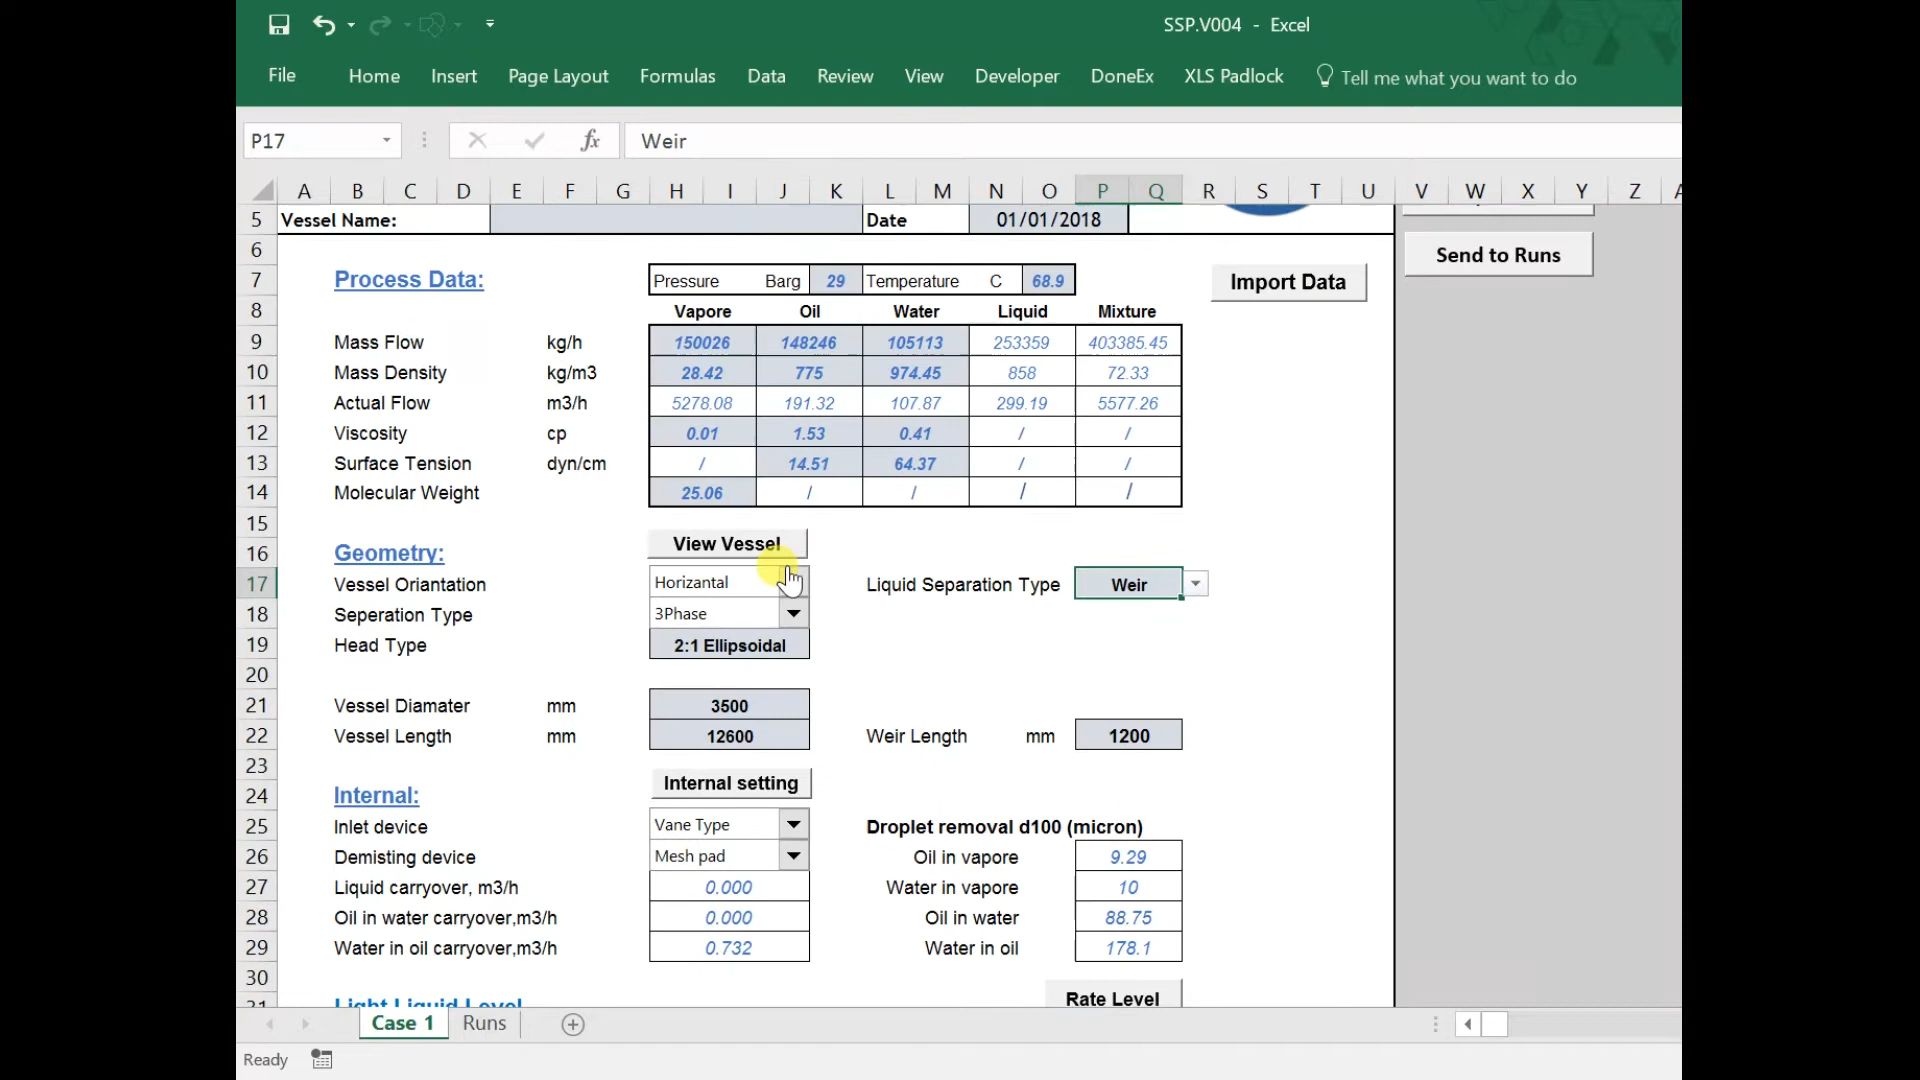 SSP.V004 - Excel
File Home Insert Page Layout Formulas Data Review View Developer DoneEx XLS Padlock Tell me what you want to do
P17 fx Weir
A B C D E F G H I J K L M N O P Q R S T U V W X Y Z
5 Vessel Name: Date 01/01/2018
6
Send to Runs
7 Process Data: Pressure Barg 29 Temperature C 68.9 Import Data
8 Vapore Oil Water Liquid Mixture
9 Mass Flow kg/h 150026 148246 105113 253359 403385.45
10 Mass Density kg/m3 28.42 775 974.45 858 72.33
11 Actual Flow m3/h 5278.08 191.32 107.87 299.19 5577.26
12 Viscosity cp 0.01 1.53 0.41 / /
13 Surface Tension dyn/cm / 14.51 64.37 / /
14 Molecular Weight 25.06 / / / /
15
View Vessel
16 Geometry:
17 Vessel Oriantation Horizantal Liquid Separation Type Weir
18 Seperation Type 3Phase
19 Head Type 2:1 Ellipsoidal
20
21 Vessel Diamater mm 3500
22 Vessel Length mm 12600 Weir Length mm 1200
23
Internal setting
24 Internal:
25 Inlet device Vane Type Droplet removal d100 (micron)
26 Demisting device Mesh pad Oil in vapore 9.29
27 Liquid carryover, m3/h 0.000 Water in vapore 10
28 Oil in water carryover,m3/h 0.000 Oil in water 88.75
29 Water in oil carryover,m3/h 0.732 Water in oil 178.1
30
31 Light Liquid Level Rate Level
Case 1 Runs
Ready